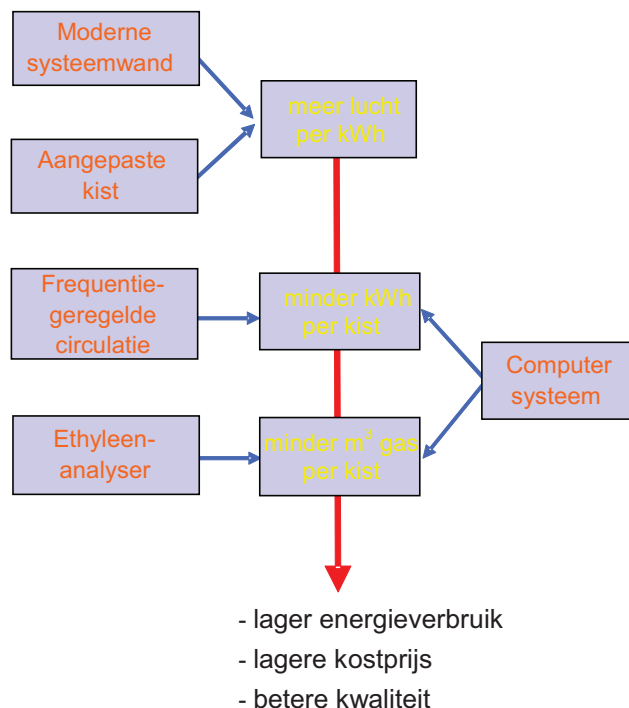 Moderne
systeemwand
meer lucht
per kWh
Aangepaste
kist
Frequentie-
geregelde
circulatie
minder kWh
per kist
Computer
systeem
Ethyleen-
analyser
minder m³ gas
per kist
- lager energieverbruik
- lagere kostprijs
- betere kwaliteit